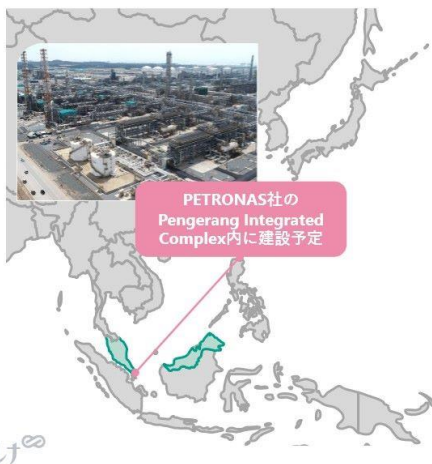 PETRONAS社の
Pengerang Integrated
Complex内に建設予定